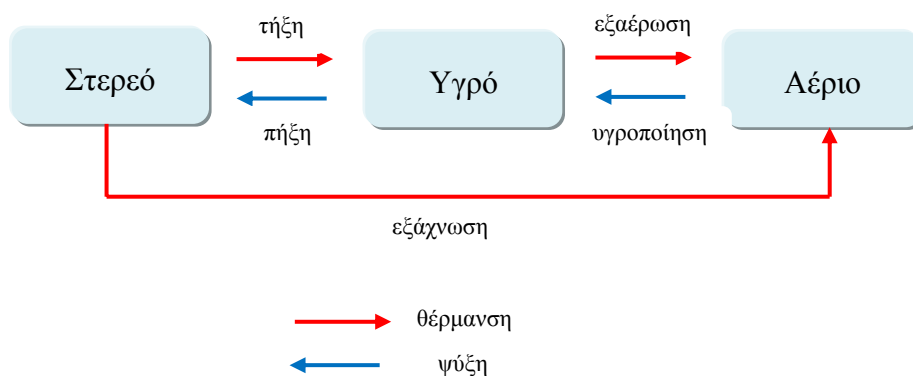 τήξη
εξαέρωση
Στερεό
Υγρό
Αέριο
πήξη
υγροποίηση
εξάχνωση
θέρμανση
ψύξη